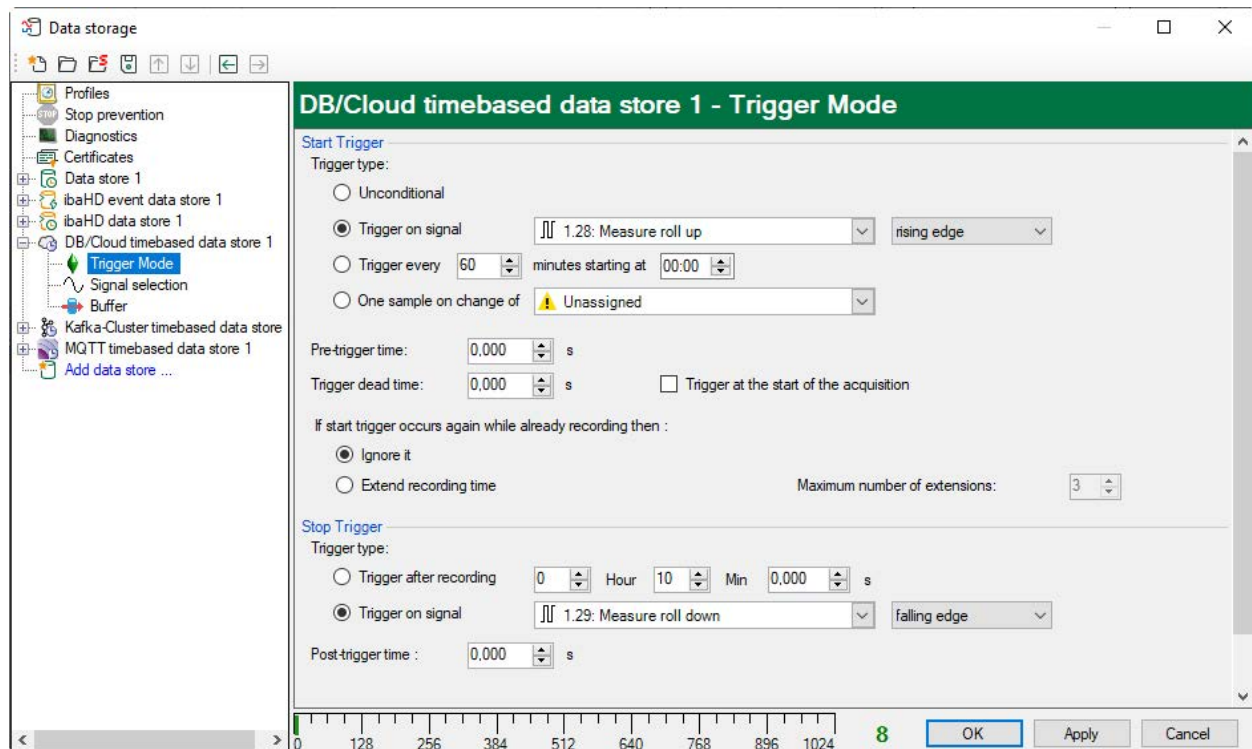 Data storage
Profiles
Stop prevention
Diagnostics
Certificates
Data store 1
ibaHD event data store 1
ibaHD data store 1
DB/Cloud timebased data store 1
Trigger Mode
Signal selection
Buffer
Kafka-Cluster timebased data store
MQTT timebased data store 1
Add data store ...
DB/Cloud timebased data store 1 - Trigger Mode
Start Trigger
Trigger type:
Unconditional
Trigger on signal 1.28: Measure roll up rising edge
Trigger every 60 minutes starting at 00:00
One sample on change of Unassigned
Pre-trigger time: 0,000 s
Trigger dead time: 0,000 s Trigger at the start of the acquisition
If start trigger occurs again while already recording then :
Ignore it
Extend recording time Maximum number of extensions: 3
Stop Trigger
Trigger type:
Trigger after recording 0 Hour 10 Min 0,000 s
Trigger on signal 1.29: Measure roll down falling edge
Post-trigger time : 0,000 s
0 128 256 384 512 640 768 896 1024 8 OK Apply Cancel